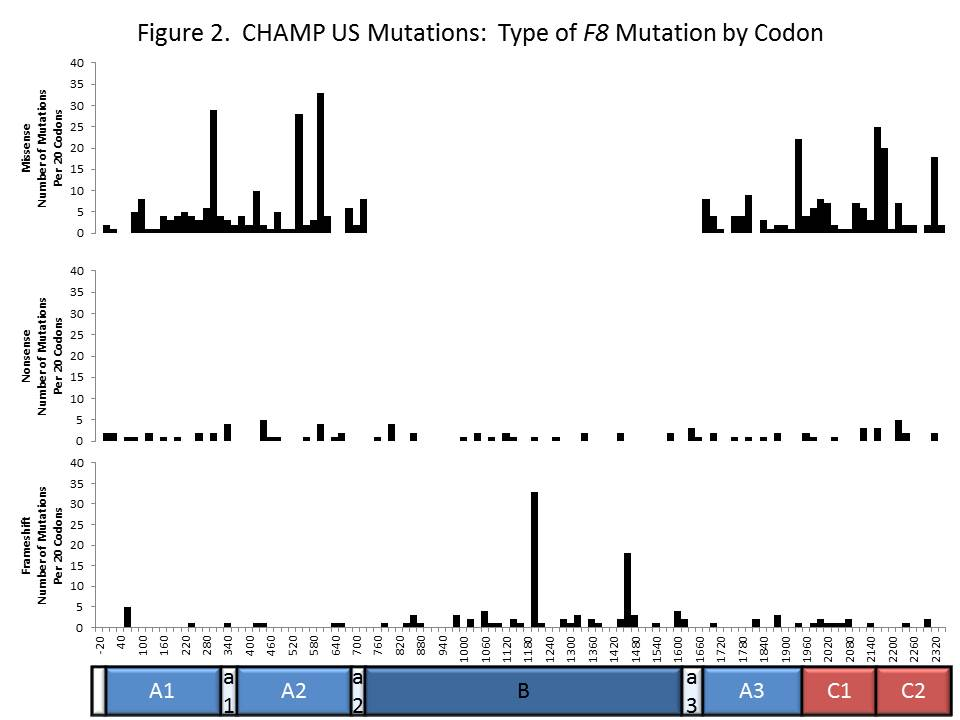 Figure 2. CHAMP US Mutations: Type of F8 Mutation by Codon
Missense
Number of Mutations
Per 20 Codons
40
35
30
25
20
15
10
5
0
Nonsense
Number of Mutations
Per 20 Codons
40
35
30
25
20
15
10
5
0
Frameshift
Number of Mutations
Per 20 Codons
40
35
30
25
20
15
10
5
0
-20 40 100 160 220 280 340 400 460 520 580 640 700 760 820 880 940 1000 1060 1120 1180 1240 1300 1360 1420 1480 1540 1600 1660 1720 1780 1840 1900 1960 2020 2080 2140 2200 2260 2320
A1 a1 A2 a2 B a3 A3 C1 C2